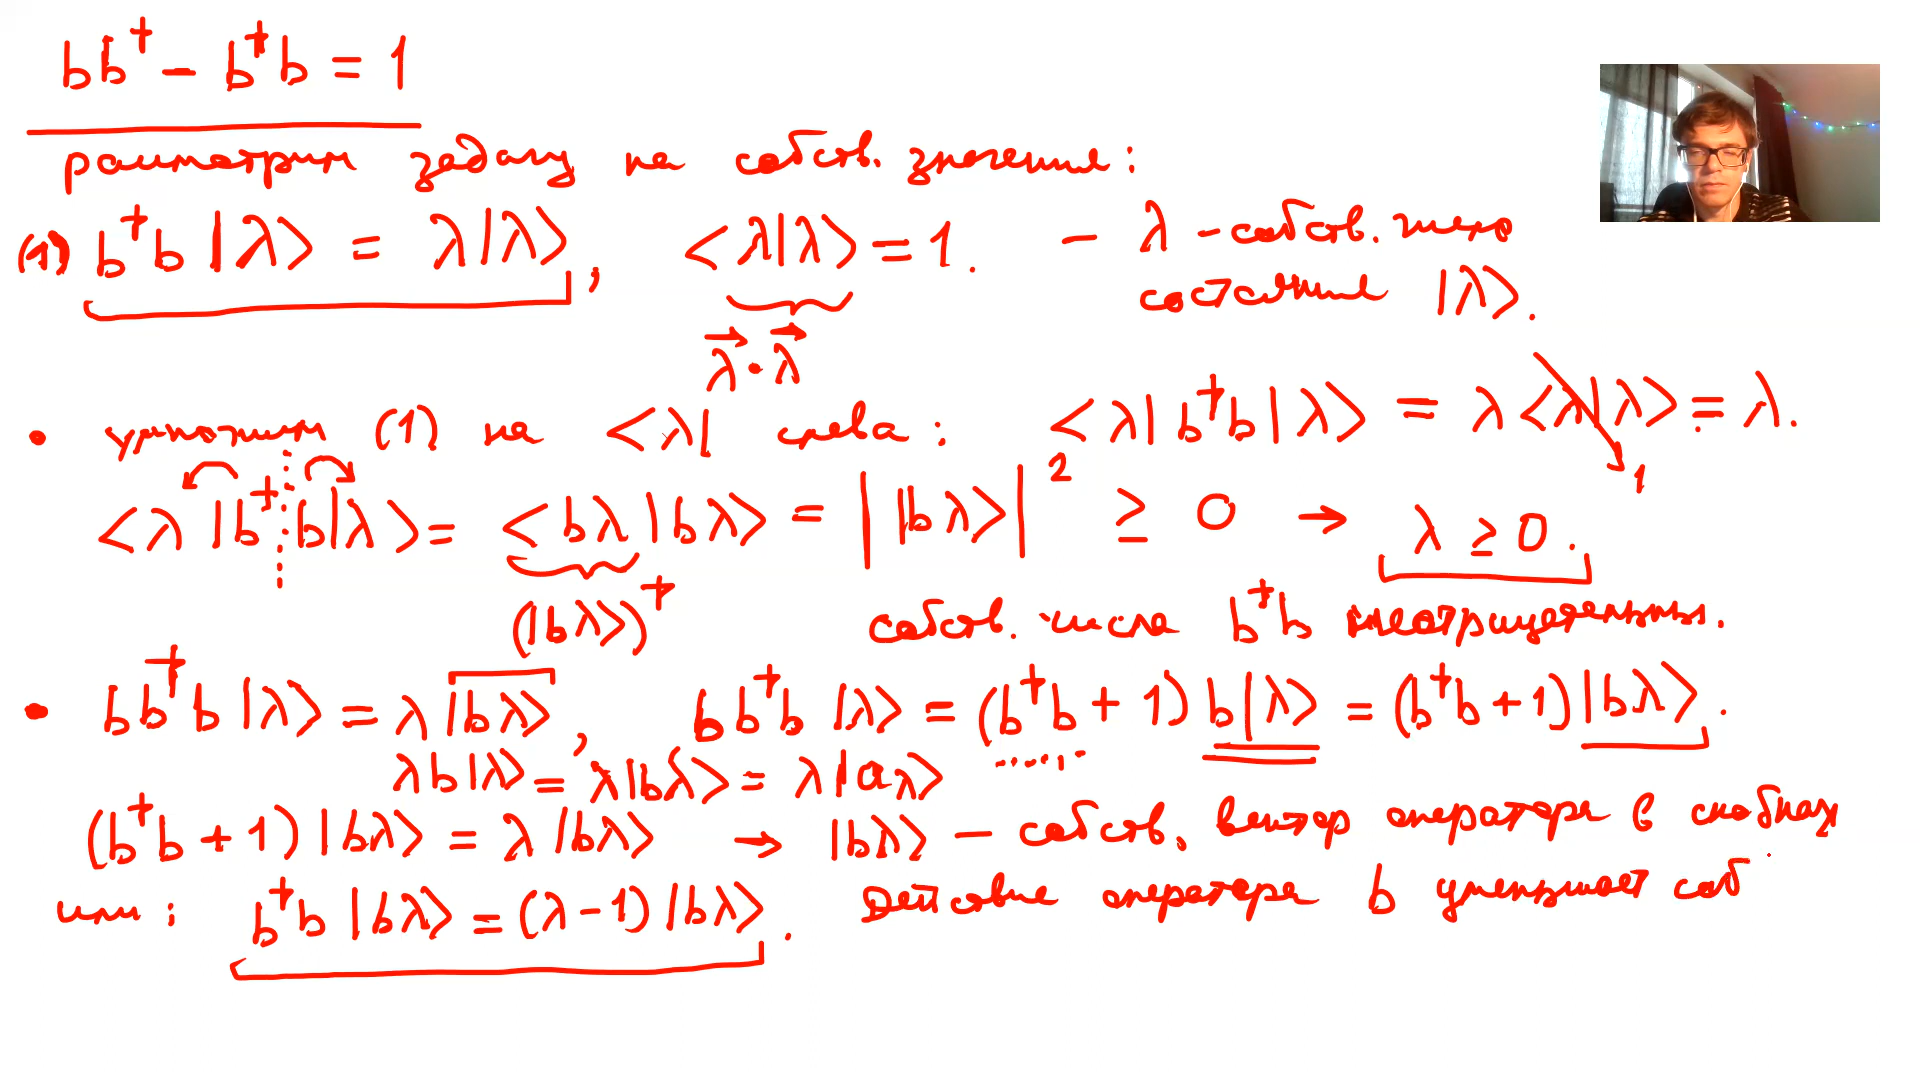 bb⁺ − b⁺b = 1
рассмотрим задачу на собств. значения:
(1) b⁺b |λ> = λ|λ>, <λ|λ> = 1. − λ − собств. число
состояния |λ>.
λ⃗ · λ⃗
• умножим (1) на <λ| слева: <λ| b⁺b |λ> = λ <λ|λ> = λ.
1
<λ |b⁺ b|λ> = <bλ |bλ> = | |bλ> |² ≥ 0 → λ ≥ 0.
(|bλ>)⁺ собств. числа b⁺b неотрицательны.
• bb⁺b |λ> = λ |bλ>, bb⁺b |λ> = (b⁺b + 1) b|λ> = (b⁺b + 1) |bλ>.
λb|λ> = λ|bλ> = λ|aλ>
(b⁺b + 1) |bλ> = λ |bλ> → |bλ> − собств. вектор оператора в скобках
или: b⁺b |bλ> = (λ − 1) |bλ>. Действие оператора b уменьшает соб